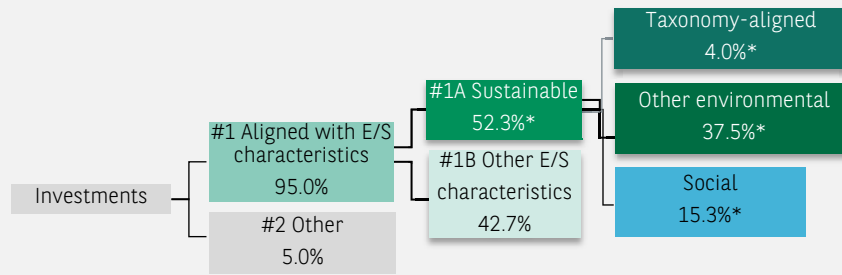 Investments
#1 Aligned with E/S
characteristics
95.0%
#2 Other
5.0%
#1A Sustainable
52.3%*
#1B Other E/S
characteristics
42.7%
Taxonomy-aligned
4.0%*
Other environmental
37.5%*
Social
15.3%*